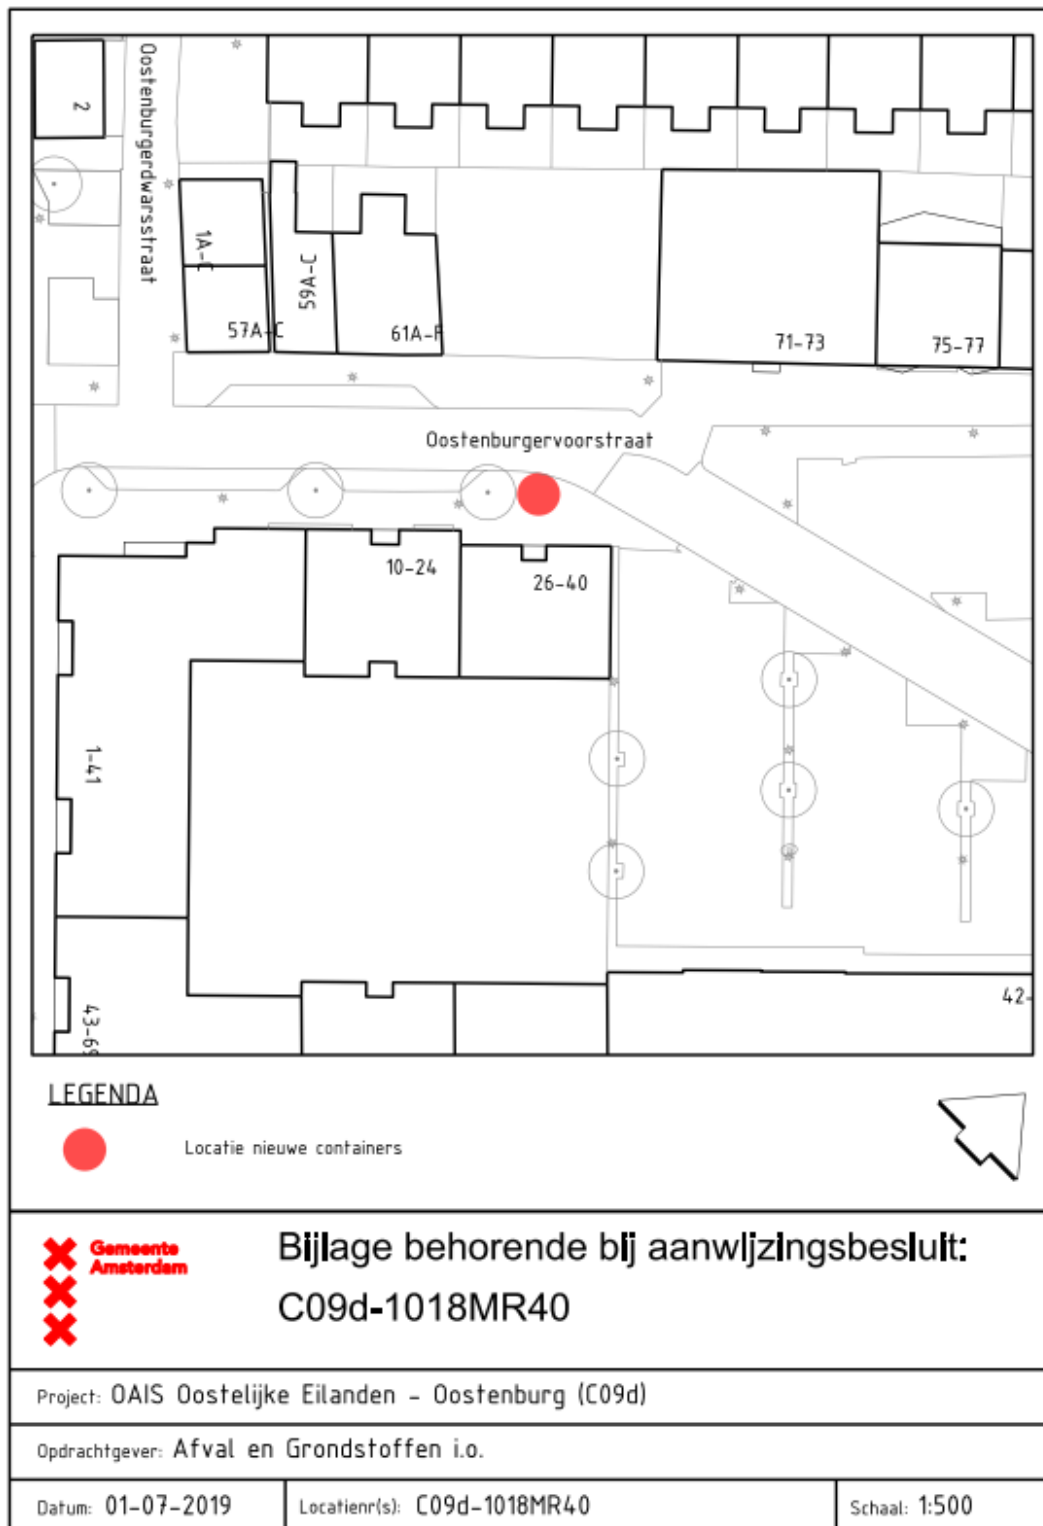 2
Oostenburgerdwarsstraat
1A-C
57A-C
59A-C
61A-F
71-73
75-77
Oostenburgervoorstraat
10-24
26-40
1-41
43-69
42-
LEGENDA
Locatie nieuwe containers
Gemeente
Amsterdam
Bijlage behorende bij aanwijzingsbesluit:
C09d-1018MR40
Project: OAIS Oostelijke Eilanden - Oostenburg (C09d)
Opdrachtgever: Afval en Grondstoffen i.o.
Datum: 01-07-2019
Locatienr(s): C09d-1018MR40
Schaal: 1:500